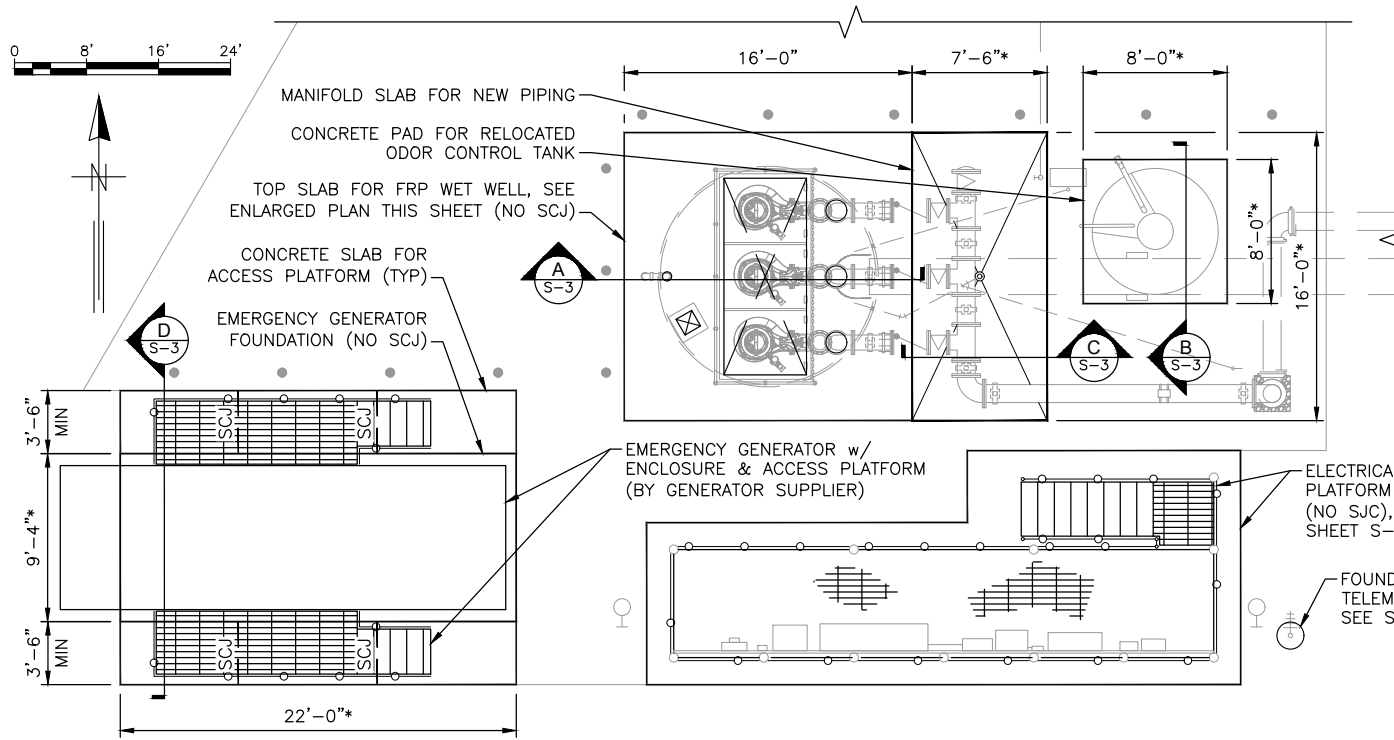 0 8' 16' 24'
N
16'-0" 7'-6"* 8'-0"*
MANIFOLD SLAB FOR NEW PIPING
CONCRETE PAD FOR RELOCATED
ODOR CONTROL TANK
TOP SLAB FOR FRP WET WELL, SEE
ENLARGED PLAN THIS SHEET (NO SCJ)
CONCRETE SLAB FOR
ACCESS PLATFORM (TYP)
EMERGENCY GENERATOR
FOUNDATION (NO SCJ)
A
S-3
D
S-3
C
S-3
B
S-3
8'-0"*
16'-0"*
3'-6"
MIN
9'-4"*
3'-6"
MIN
SCJ
SCJ
SCJ
SCJ
22'-0"*
EMERGENCY GENERATOR w/
ENCLOSURE & ACCESS PLATFORM
(BY GENERATOR SUPPLIER)
ELECTRICA
PLATFORM
(NO SJC),
SHEET S-
FOUND
TELEM
SEE S